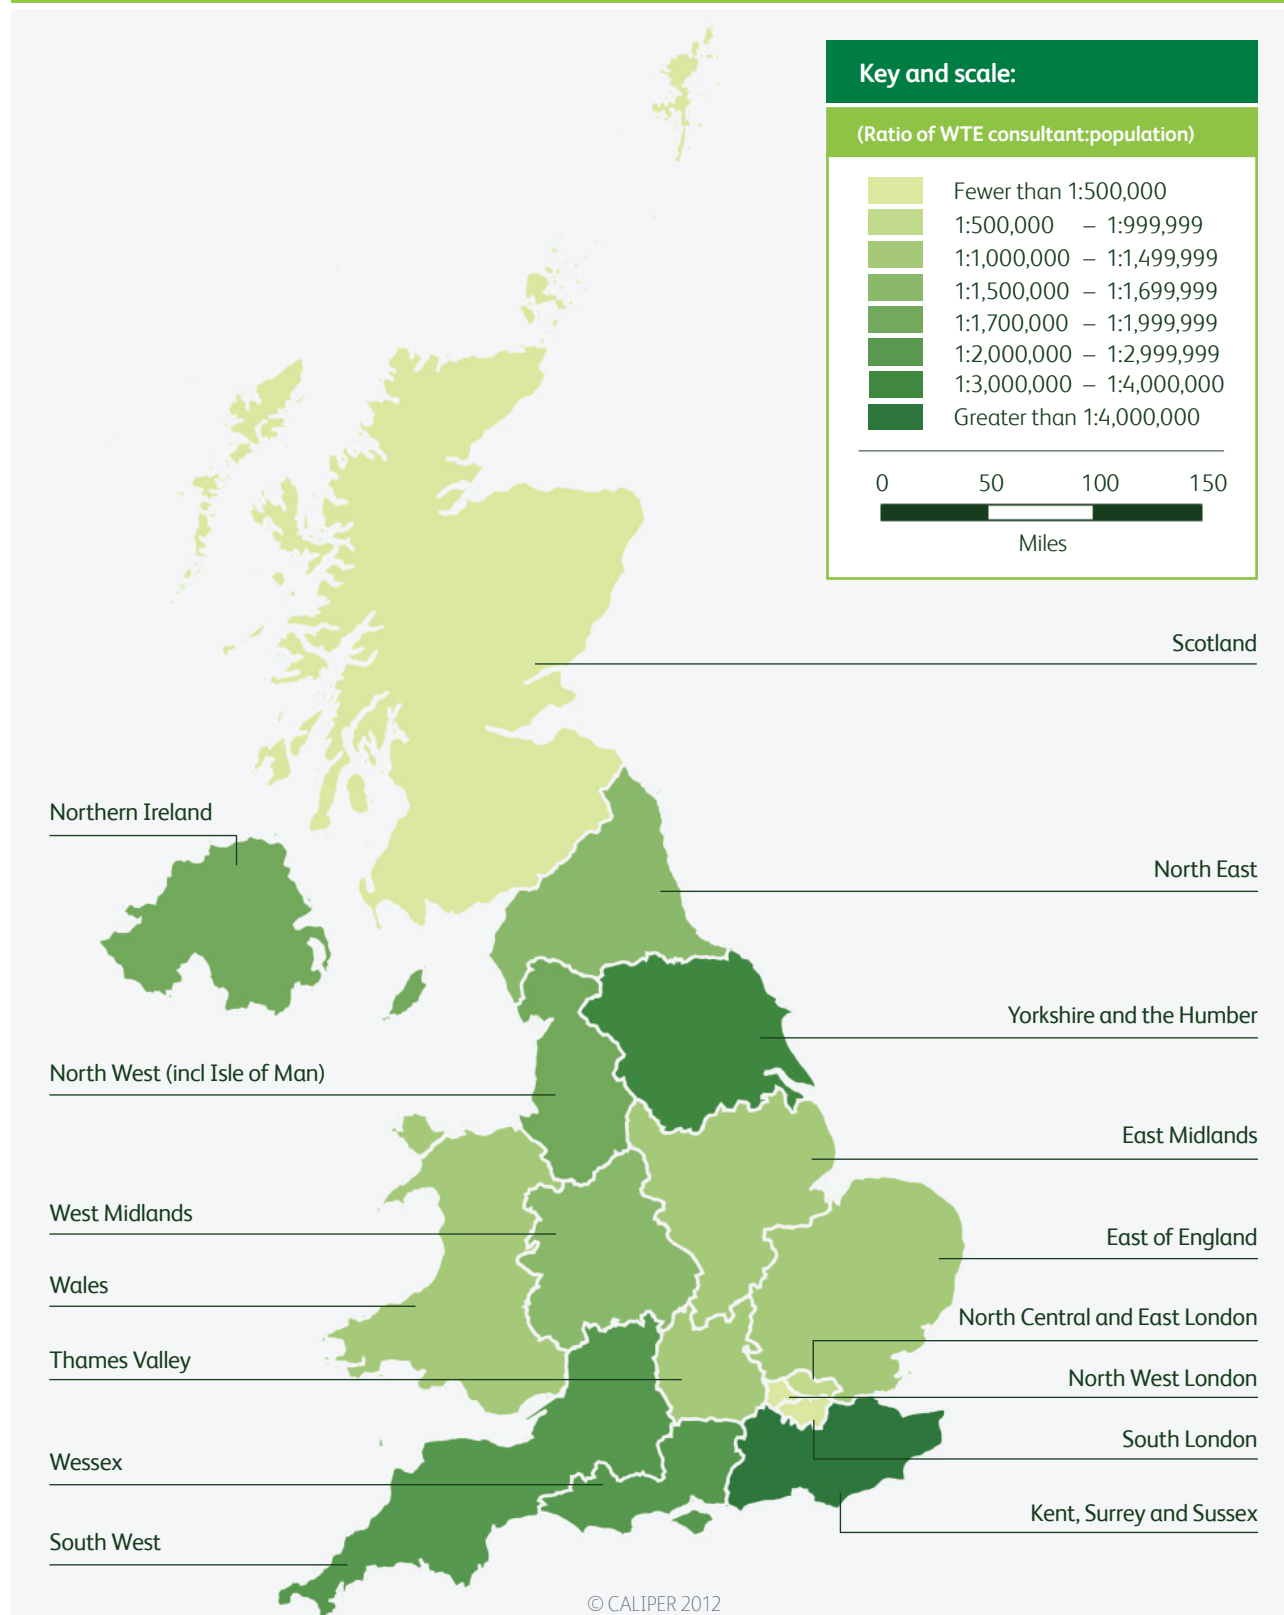 Key and scale:
(Ratio of WTE consultant:population)
Fewer than 1:500,000
1:500,000 – 1:999,999
1:1,000,000 – 1:1,499,999
1:1,500,000 – 1:1,699,999
1:1,700,000 – 1:1,999,999
1:2,000,000 – 1:2,999,999
1:3,000,000 – 1:4,000,000
Greater than 1:4,000,000
0 50 100 150
Miles
Scotland
Northern Ireland
North East
Yorkshire and the Humber
North West (incl Isle of Man)
East Midlands
West Midlands
East of England
Wales
North Central and East London
Thames Valley
North West London
South London
Wessex
Kent, Surrey and Sussex
South West
© CALIPER 2012